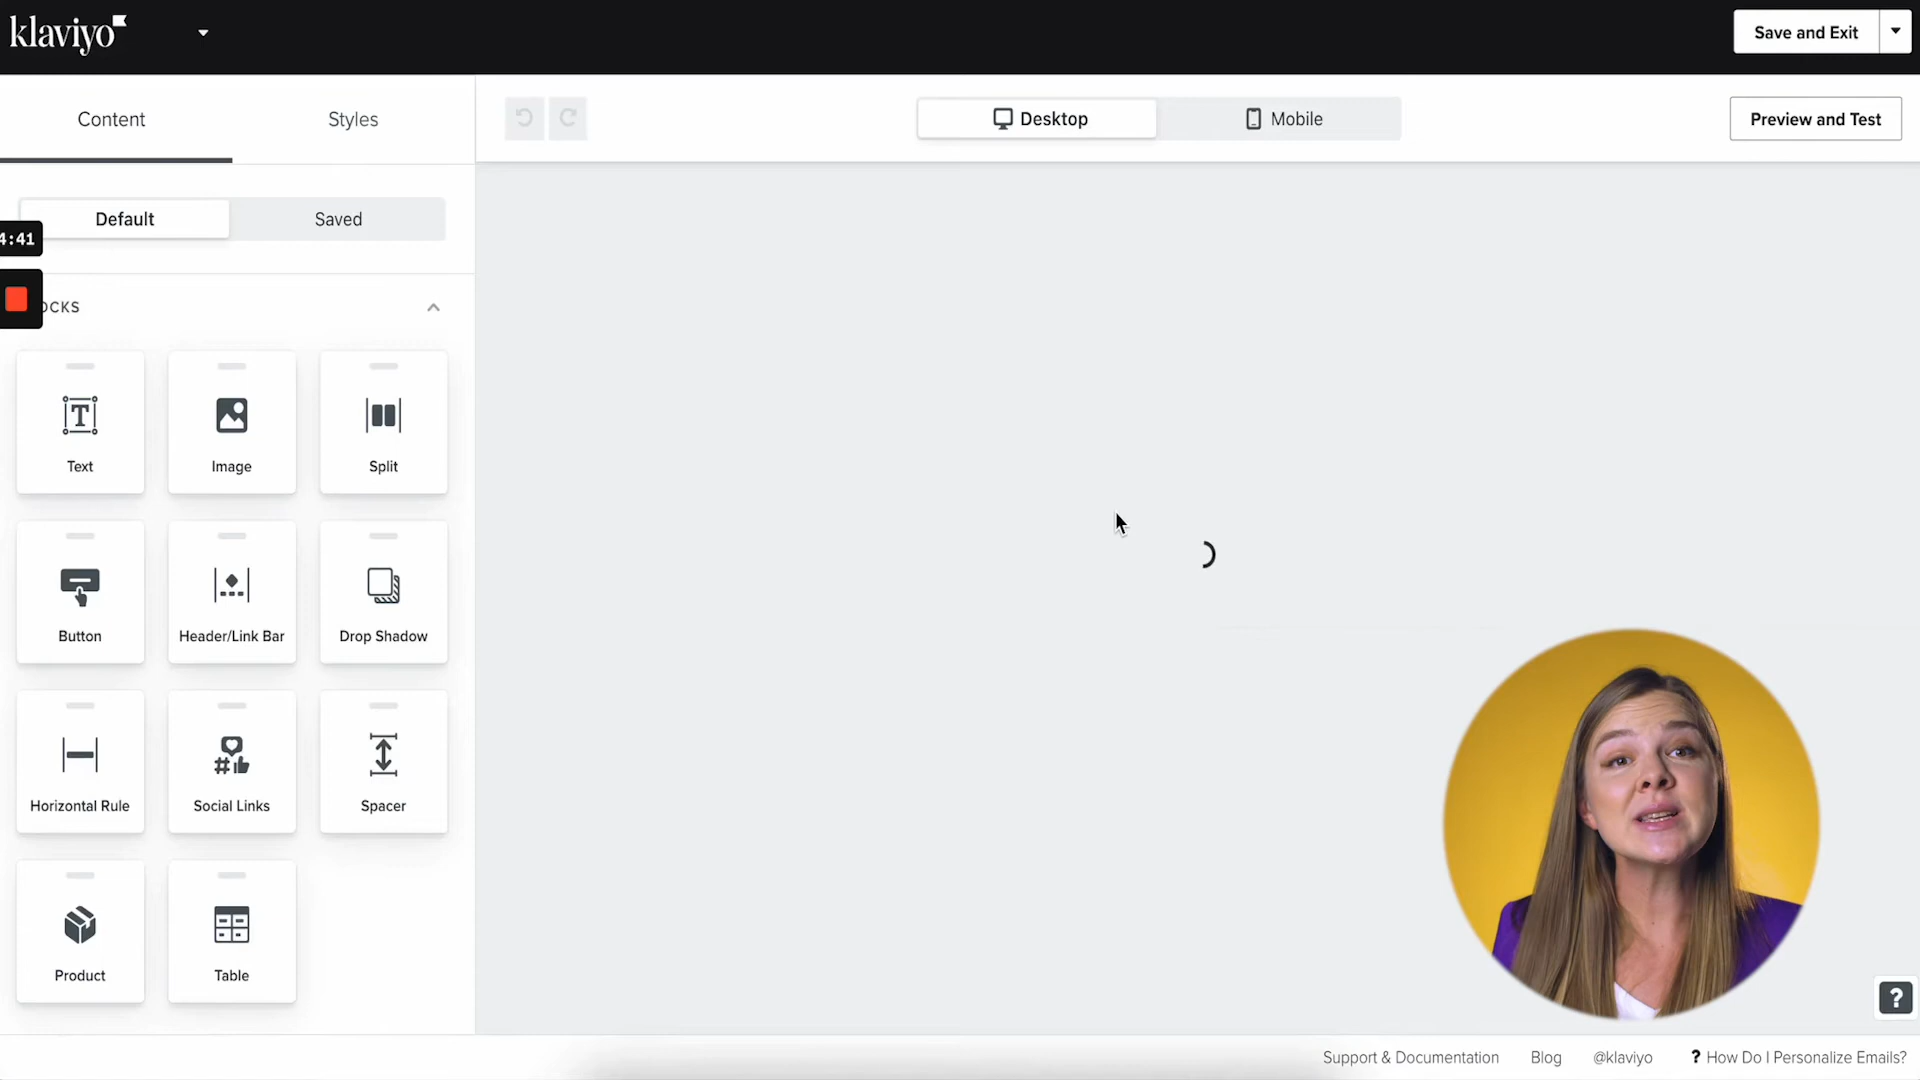 klaviyo
Save and Exit
Content
Styles
Desktop
Mobile
Preview and Test
Default
Saved
4:41
OCKS
Text
Image
Split
Button
Header/Link Bar
Drop Shadow
Horizontal Rule
Social Links
Spacer
Product
Table
?
Support & Documentation
Blog
@klaviyo
? How Do I Personalize Emails?